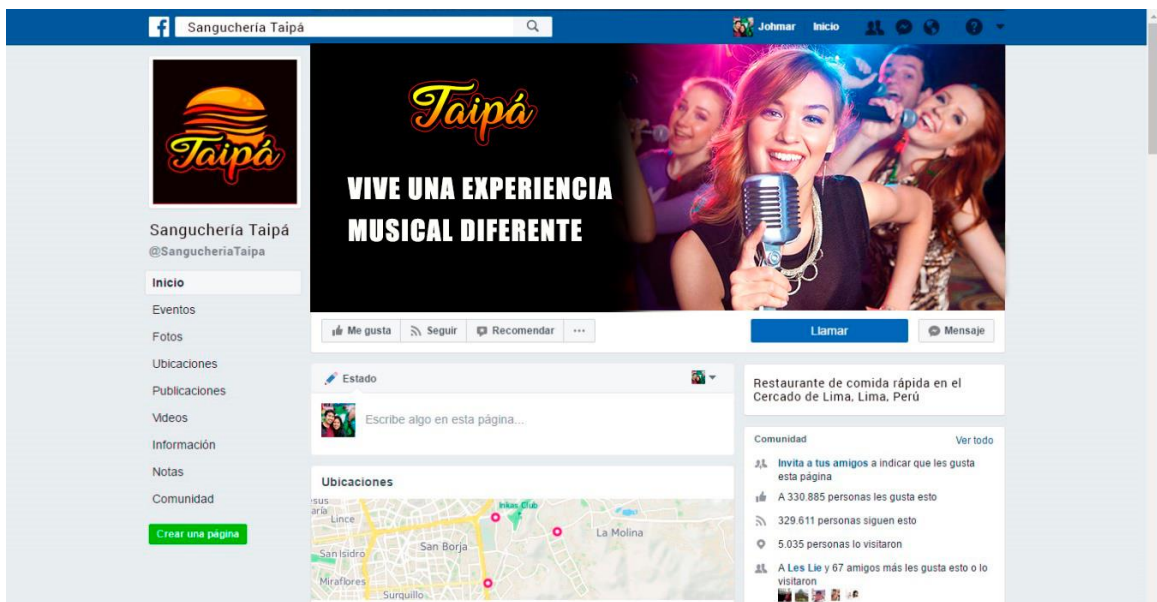 Sanguchería Taipá
Johmar Inicio
Taipá
Taipá
VIVE UNA EXPERIENCIA
MUSICAL DIFERENTE
Sanguchería Taipá
@SangucheriaTaipa
Inicio
Eventos
Fotos
Ubicaciones
Publicaciones
Videos
Información
Notas
Comunidad
Crear una página
Me gusta Seguir Recomendar ...
Llamar Mensaje
Estado
Escribe algo en esta página...
Ubicaciones
Lince
Inkas Club
La Molina
San Isidro
San Borja
Miraflores
Surquillo
Restaurante de comida rápida en el
Cercado de Lima, Lima, Perú
Comunidad Ver todo
Invita a tus amigos a indicar que les gusta
esta página
A 330.885 personas les gusta esto
329.611 personas siguen esto
5.035 personas lo visitaron
A Les Lie y 67 amigos más les gusta esto o lo
visitaron